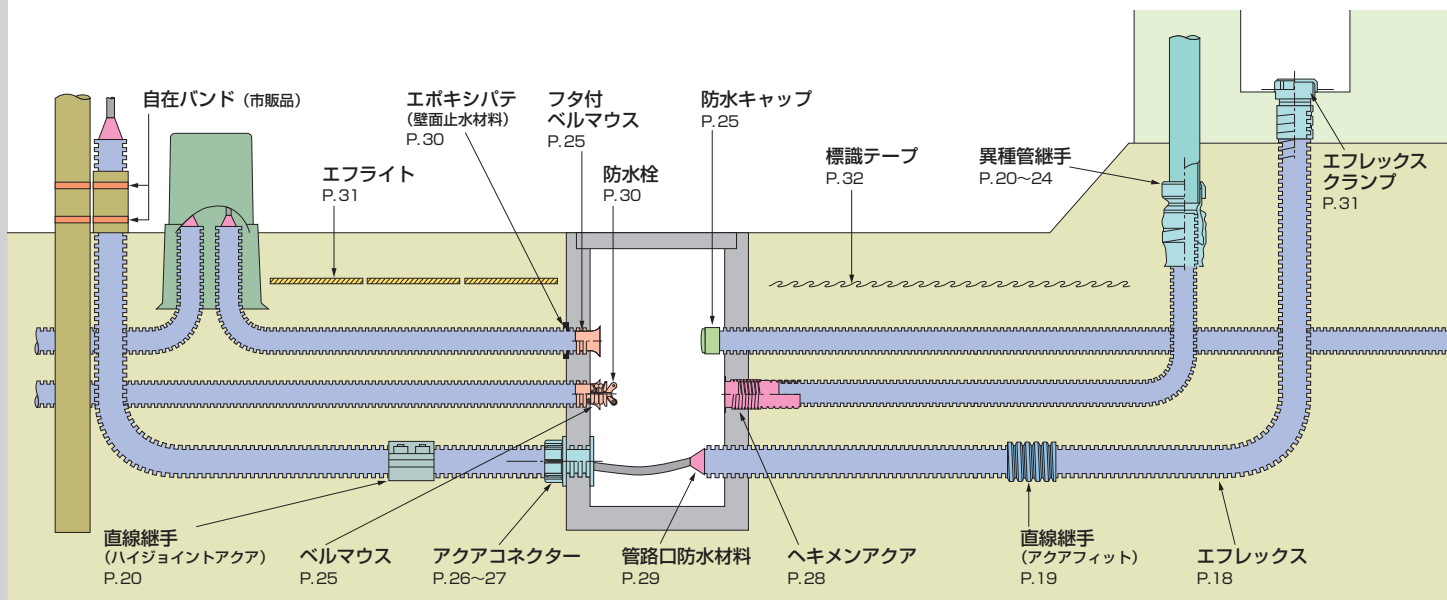 自在バンド（市販品）
エフライト
P.31
エポキシパテ
（壁面止水材料）
P.30
フタ付
ベルマウス
P.25
防水栓
P.30
防水キャップ
P.25
標識テープ
P.32
異種管継手
P.20～24
エフレックス
クランプ
P.31
直線継手
（ハイジョイントアクア）
P.20
ベルマウス
P.25
アクアコネクター
P.26～27
管路口防水材料
P.29
ヘキメンアクア
P.28
直線継手
（アクアフィット）
P.19
エフレックス
P.18